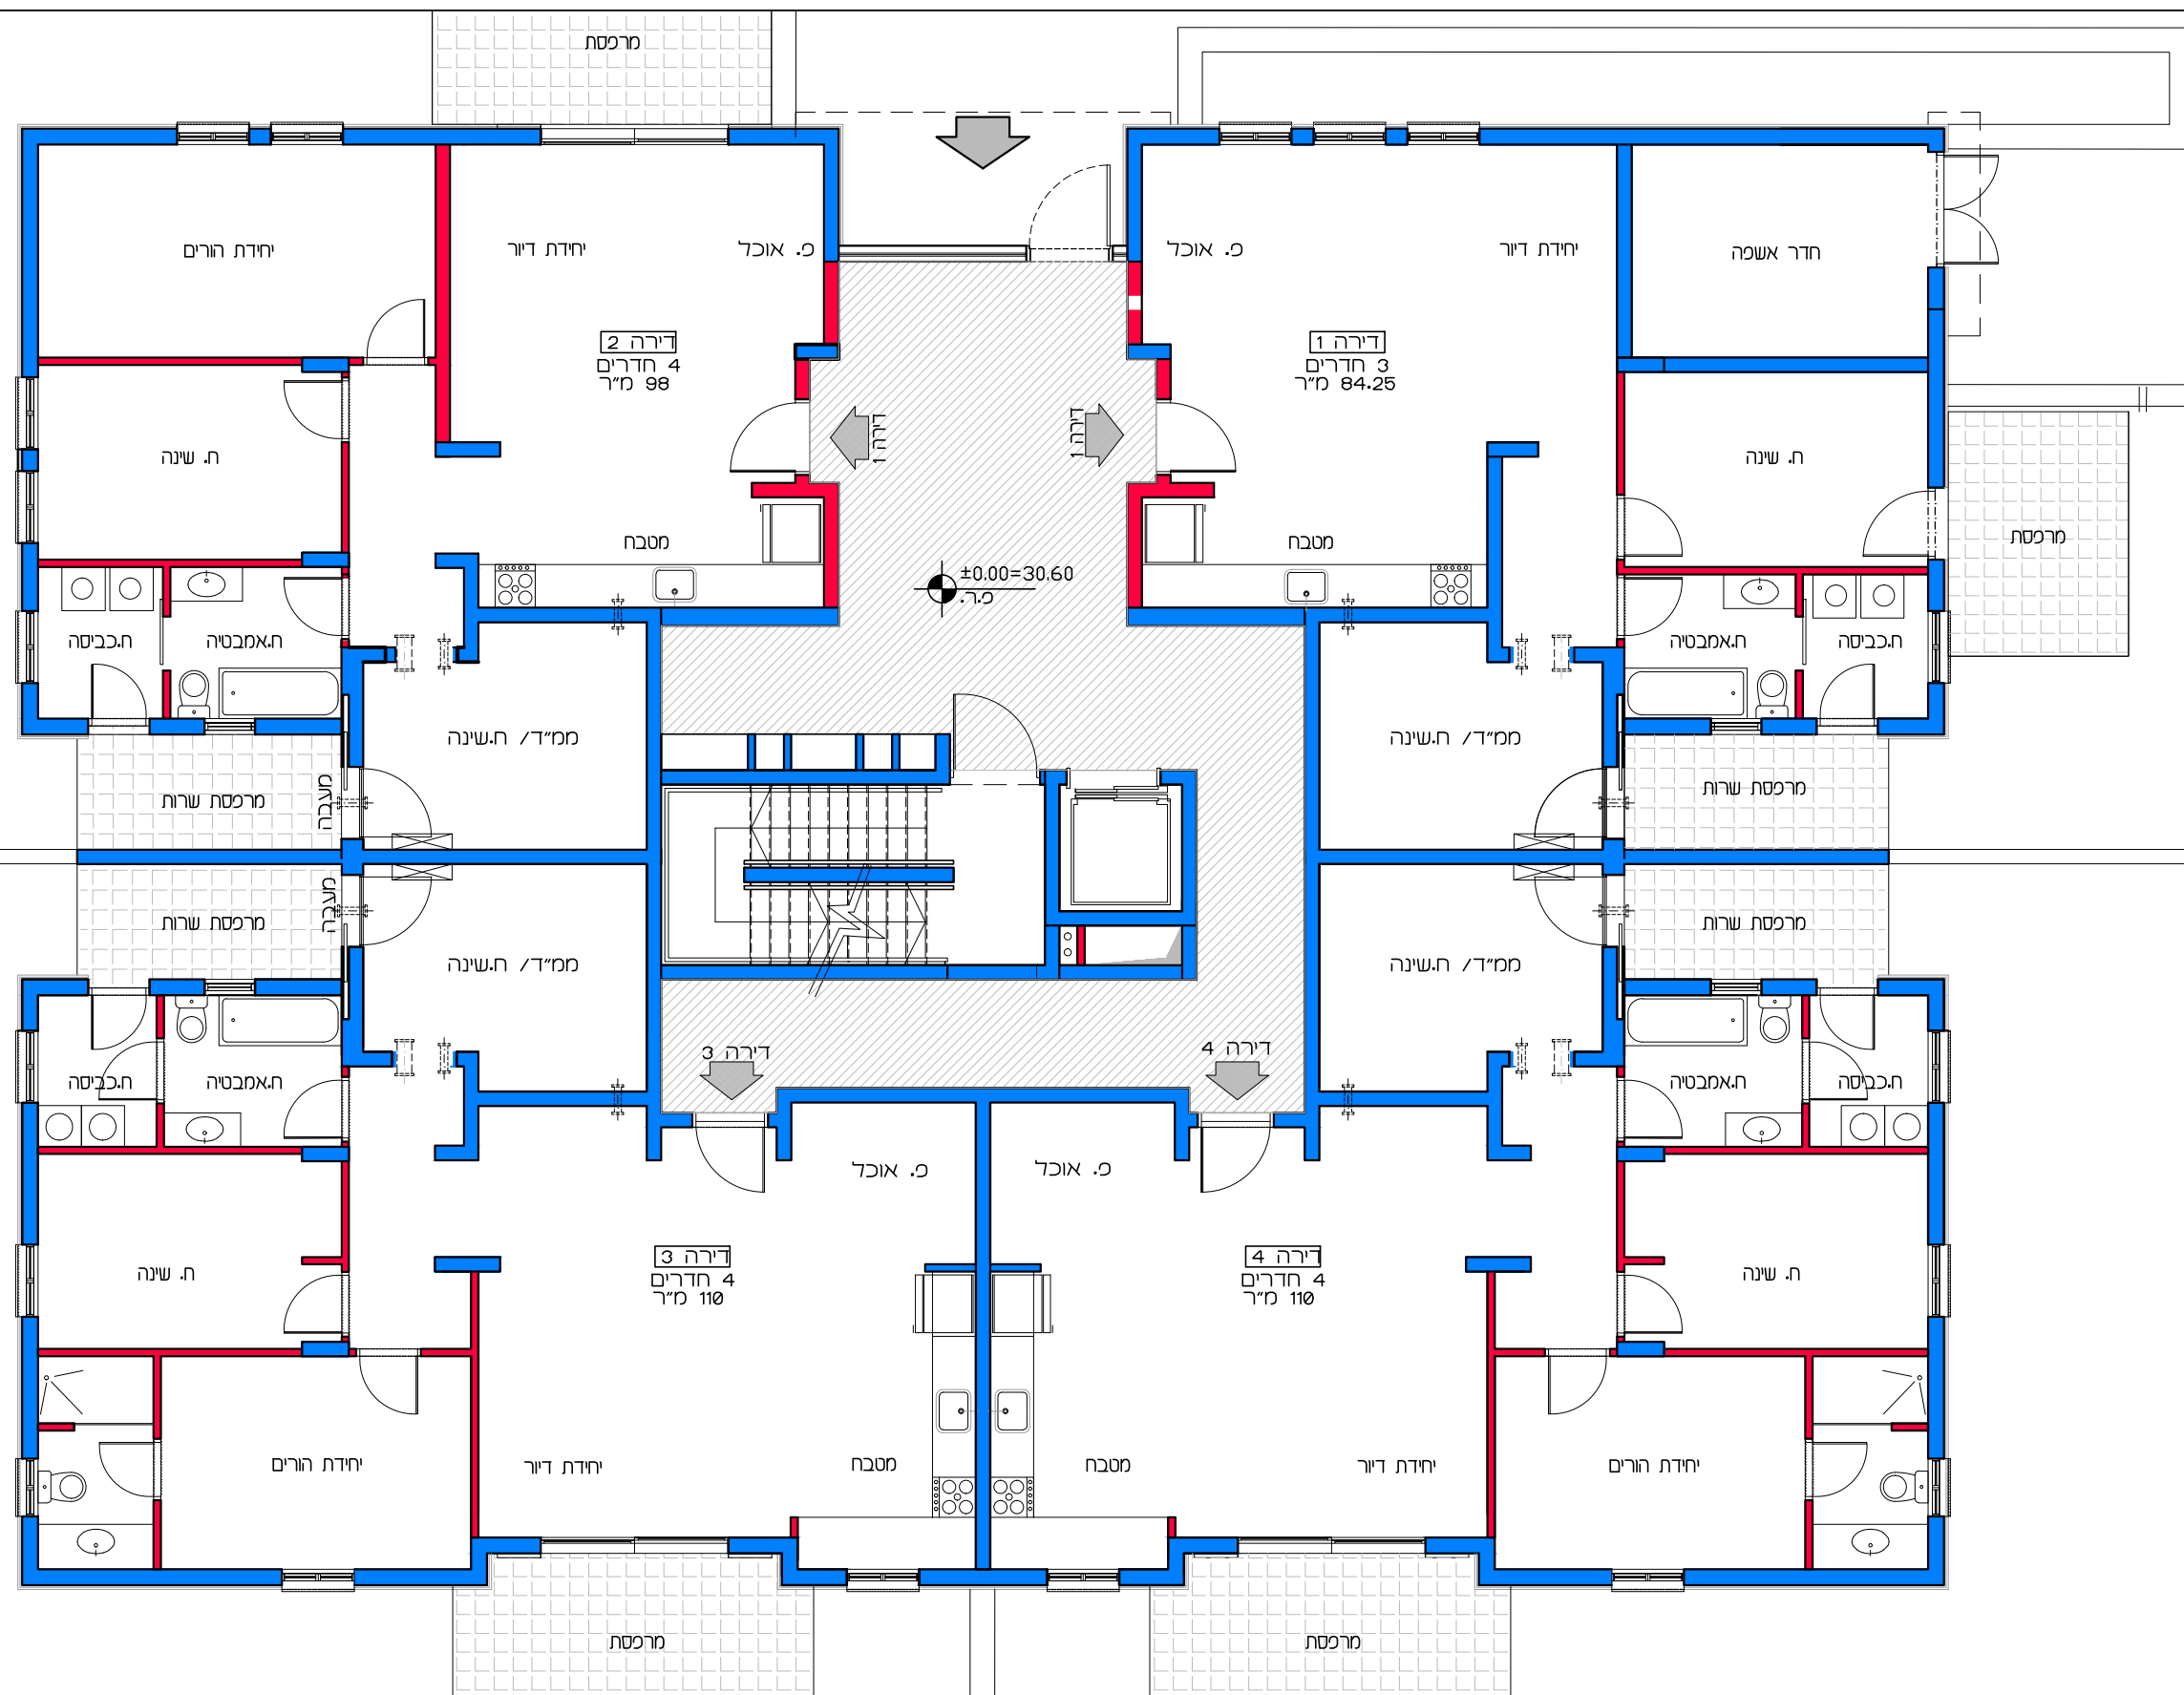 מרפסת
יחידת הורים
יחידת דיור
פ. אוכל
פ. אוכל
יחידת דיור
חדר אשפה
דירה 2
4 חדרים
98 מ"ר
דירה 1
3 חדרים
84.25 מ"ר
דירה 1
דירה 1
ח. שינה
ח. שינה
מטבח
מטבח
מרפסת
±0.00=30.60
פ.ר.
ח.כביסה
ח.אמבטיה
ח.אמבטיה
ח.כביסה
ממ"ד/ ח.שינה
ממ"ד/ ח.שינה
מרפסת שרות
מעבה
מרפסת שרות
מרפסת שרות
מעבה
מרפסת שרות
ממ"ד/ ח.שינה
ממ"ד/ ח.שינה
דירה 3
דירה 4
ח.כביסה
ח.אמבטיה
ח.אמבטיה
ח.כביסה
פ. אוכל
פ. אוכל
דירה 3
4 חדרים
110 מ"ר
דירה 4
4 חדרים
110 מ"ר
ח. שינה
ח. שינה
יחידת הורים
יחידת דיור
מטבח
מטבח
יחידת דיור
יחידת הורים
מרפסת
מרפסת